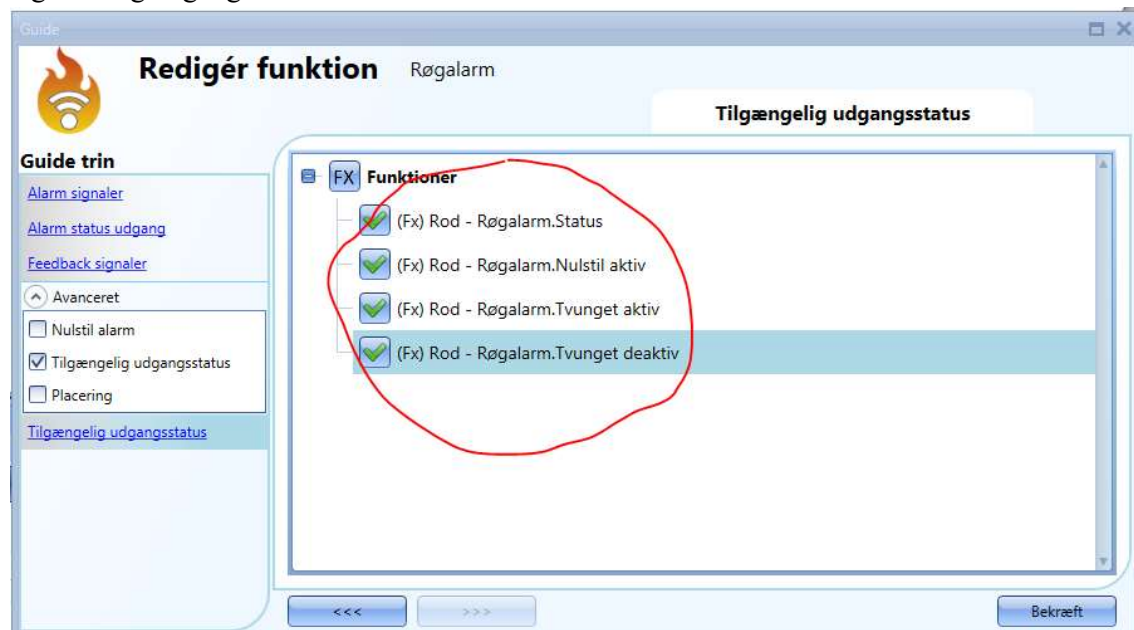 Guide
Redigér funktion Røgalarm
Tilgængelig udgangsstatus
Guide trin
Alarm signaler
Alarm status udgang
Feedback signaler
Avanceret
Nulstil alarm
Tilgængelig udgangsstatus
Placering
Tilgængelig udgangsstatus
FX Funktioner
(Fx) Rod - Røgalarm.Status
(Fx) Rod - Røgalarm.Nulstil aktiv
(Fx) Rod - Røgalarm.Tvunget aktiv
(Fx) Rod - Røgalarm.Tvunget deaktiv
<<< >>> Bekræft